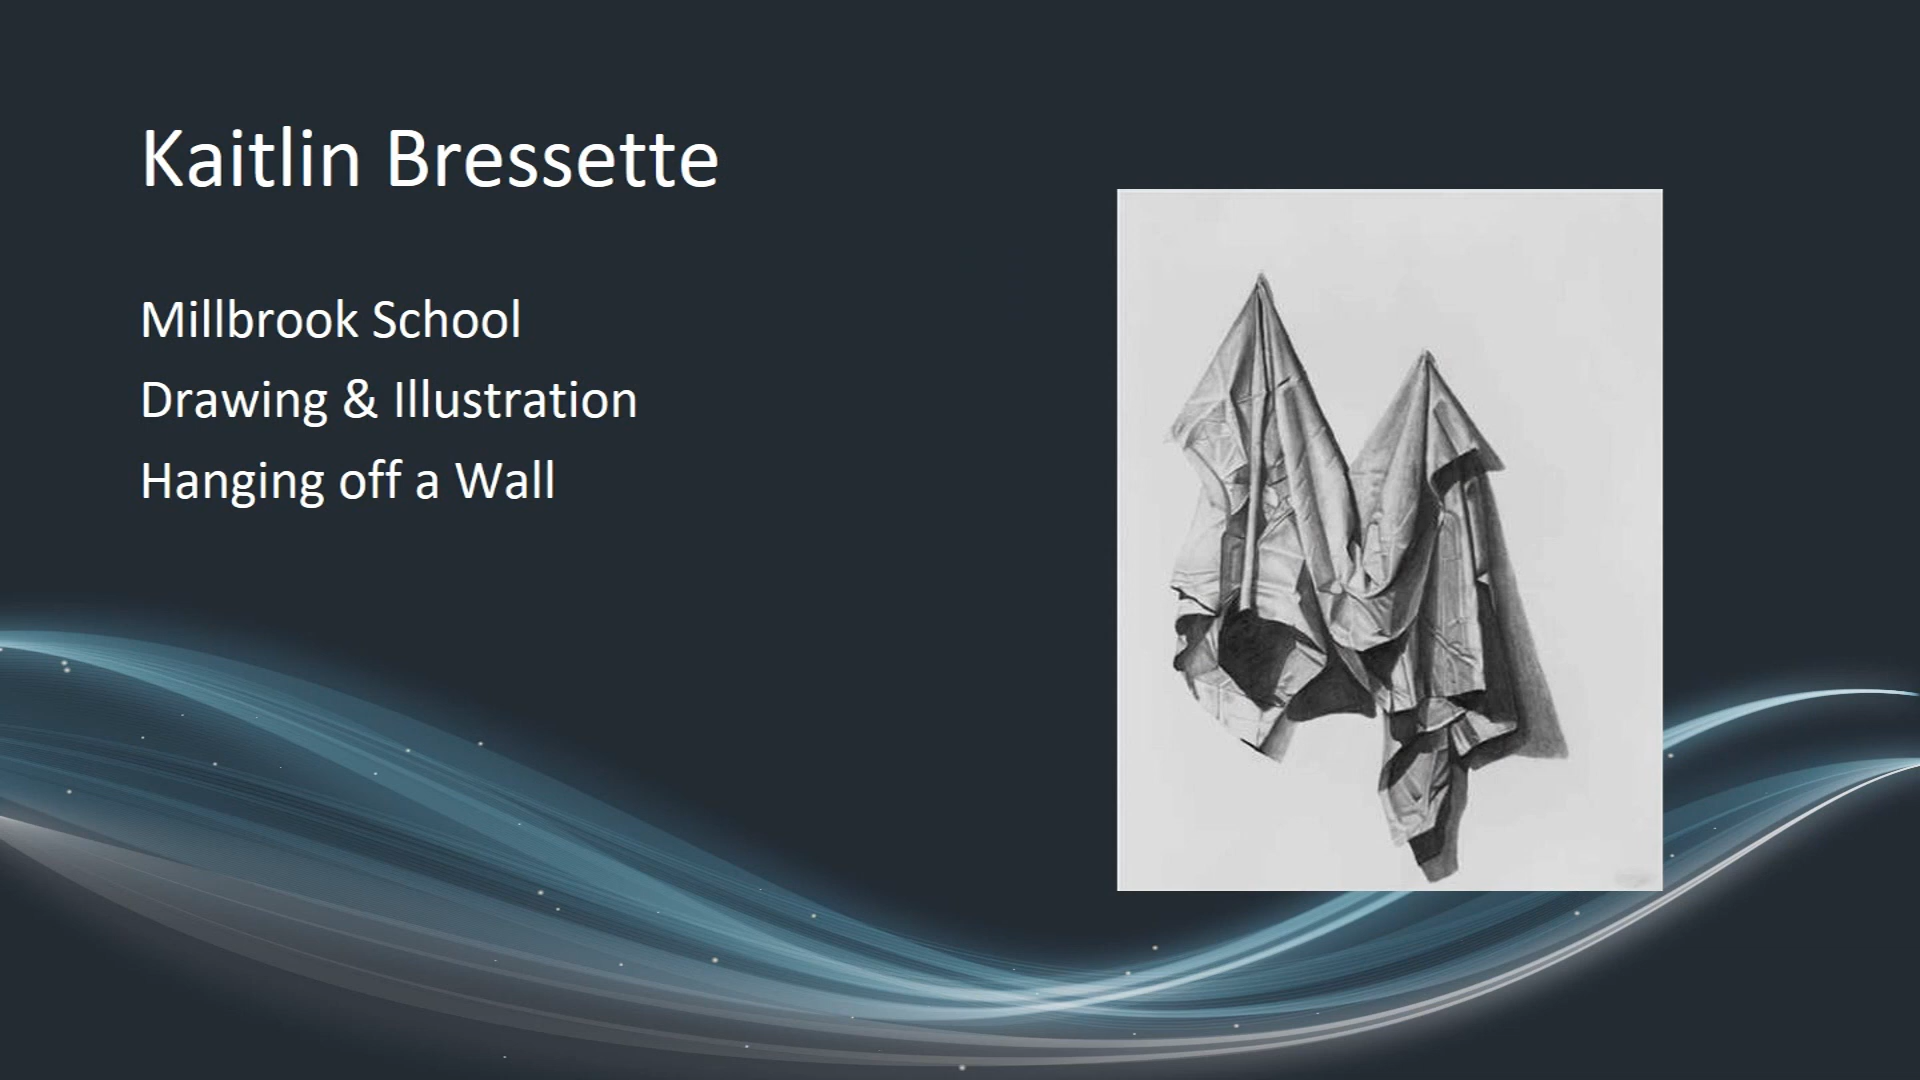 Kaitlin Bressette
Millbrook School
Drawing & Illustration
Hanging off a Wall